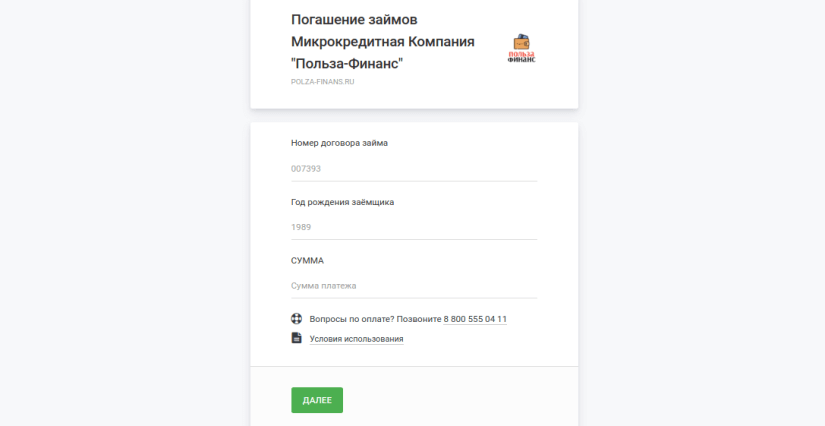 Погашение займов
Микрокредитная Компания
"Польза-Финанс"
POLZA-FINANS.RU
польза
финанс
Номер договора займа
007393
Год рождения заёмщика
1989
СУММА
Сумма платежа
Вопросы по оплате? Позвоните 8 800 555 04 11
Условия использования
ДАЛЕЕ